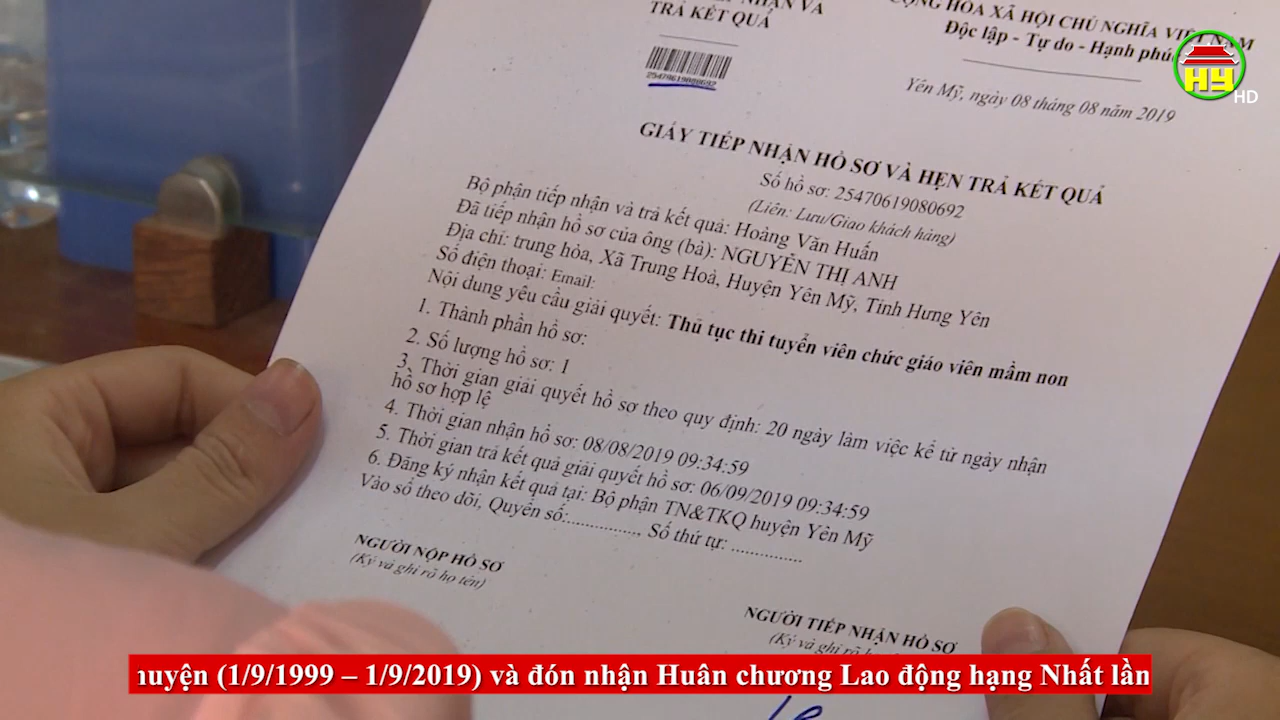 NHẬN VÀ
TRẢ KẾT QUẢ
25470619080692
CỘNG HÒA XÃ HỘI CHỦ NGHĨA VIỆT NAM
Độc lập - Tự do - Hạnh phúc
HY
HD
Yên Mỹ, ngày 08 tháng 08 năm 2019
GIẤY TIẾP NHẬN HỒ SƠ VÀ HẸN TRẢ KẾT QUẢ
Số hồ sơ: 25470619080692
(Liên: Lưu/Giao khách hàng)
Bộ phận tiếp nhận và trả kết quả: Hoàng Văn Huấn
Đã tiếp nhận hồ sơ của ông (bà): NGUYỄN THỊ ANH
Địa chỉ: trung hòa, Xã Trung Hoà, Huyện Yên Mỹ, Tỉnh Hưng Yên
Số điện thoại: Email:
Nội dung yêu cầu giải quyết: Thủ tục thi tuyển viên chức giáo viên mầm non
1. Thành phần hồ sơ:
2. Số lượng hồ sơ: 1
3. Thời gian giải quyết hồ sơ theo quy định: 20 ngày làm việc kể từ ngày nhận
hồ sơ hợp lệ
4. Thời gian nhận hồ sơ: 08/08/2019 09:34:59
5. Thời gian trả kết quả giải quyết hồ sơ: 06/09/2019 09:34:59
6. Đăng ký nhận kết quả tại: Bộ phận TN&TKQ huyện Yên Mỹ
Vào sổ theo dõi, Quyển số:................, Số thứ tự: ................
NGƯỜI NỘP HỒ SƠ
(Ký và ghi rõ họ tên)
NGƯỜI TIẾP NHẬN HỒ SƠ
(Ký và ghi rõ họ
huyện (1/9/1999 – 1/9/2019) và đón nhận Huân chương Lao động hạng Nhất lần